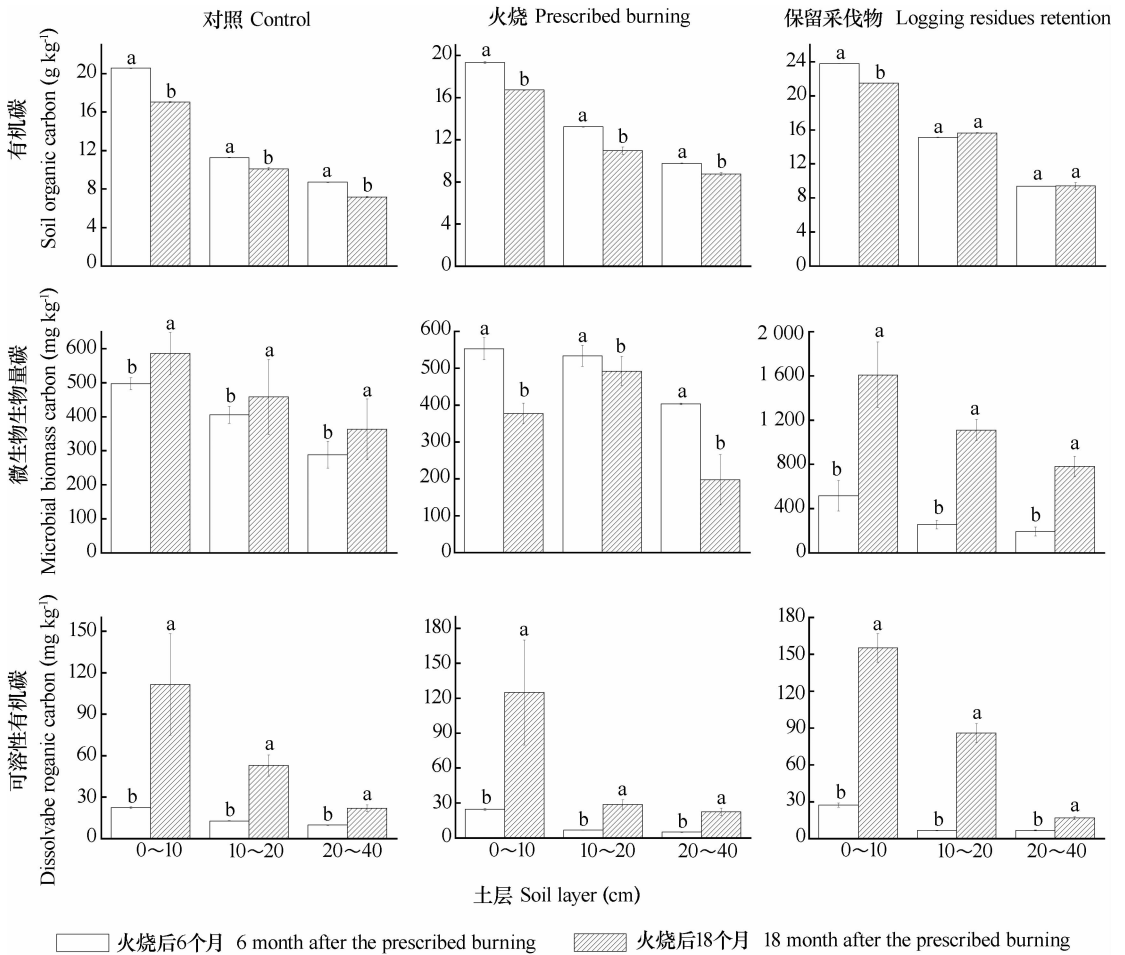 对照 Control
火烧 Prescribed burning
保留采伐物 Logging residues retention
有机碳
Soil organic carbon (g kg⁻¹)
20
16
12
8
4
0
a
b
a
b
a
b
20
16
12
8
4
0
a
b
a
b
a
b
24
20
16
12
8
4
0
a
b
a
a
a
a
微生物生物量碳
Microbial biomass carbon (mg kg⁻¹)
600
500
400
300
200
100
0
b
a
b
a
b
a
600
500
400
300
200
100
0
a
b
a
b
a
b
2 000
1 600
1 200
800
400
0
b
a
b
a
b
a
可溶性有机碳
Dissolvabe roganic carbon (mg kg⁻¹)
150
120
90
60
30
0
b
a
b
a
b
a
180
150
120
90
60
30
0
b
a
b
a
b
a
180
150
120
90
60
30
0
b
a
b
a
b
a
0～10 10～20 20～40
0～10 10～20 20～40
0～10 10～20 20～40
土层 Soil layer (cm)
火烧后6个月 6 month after the prescribed burning
火烧后18个月 18 month after the prescribed burning